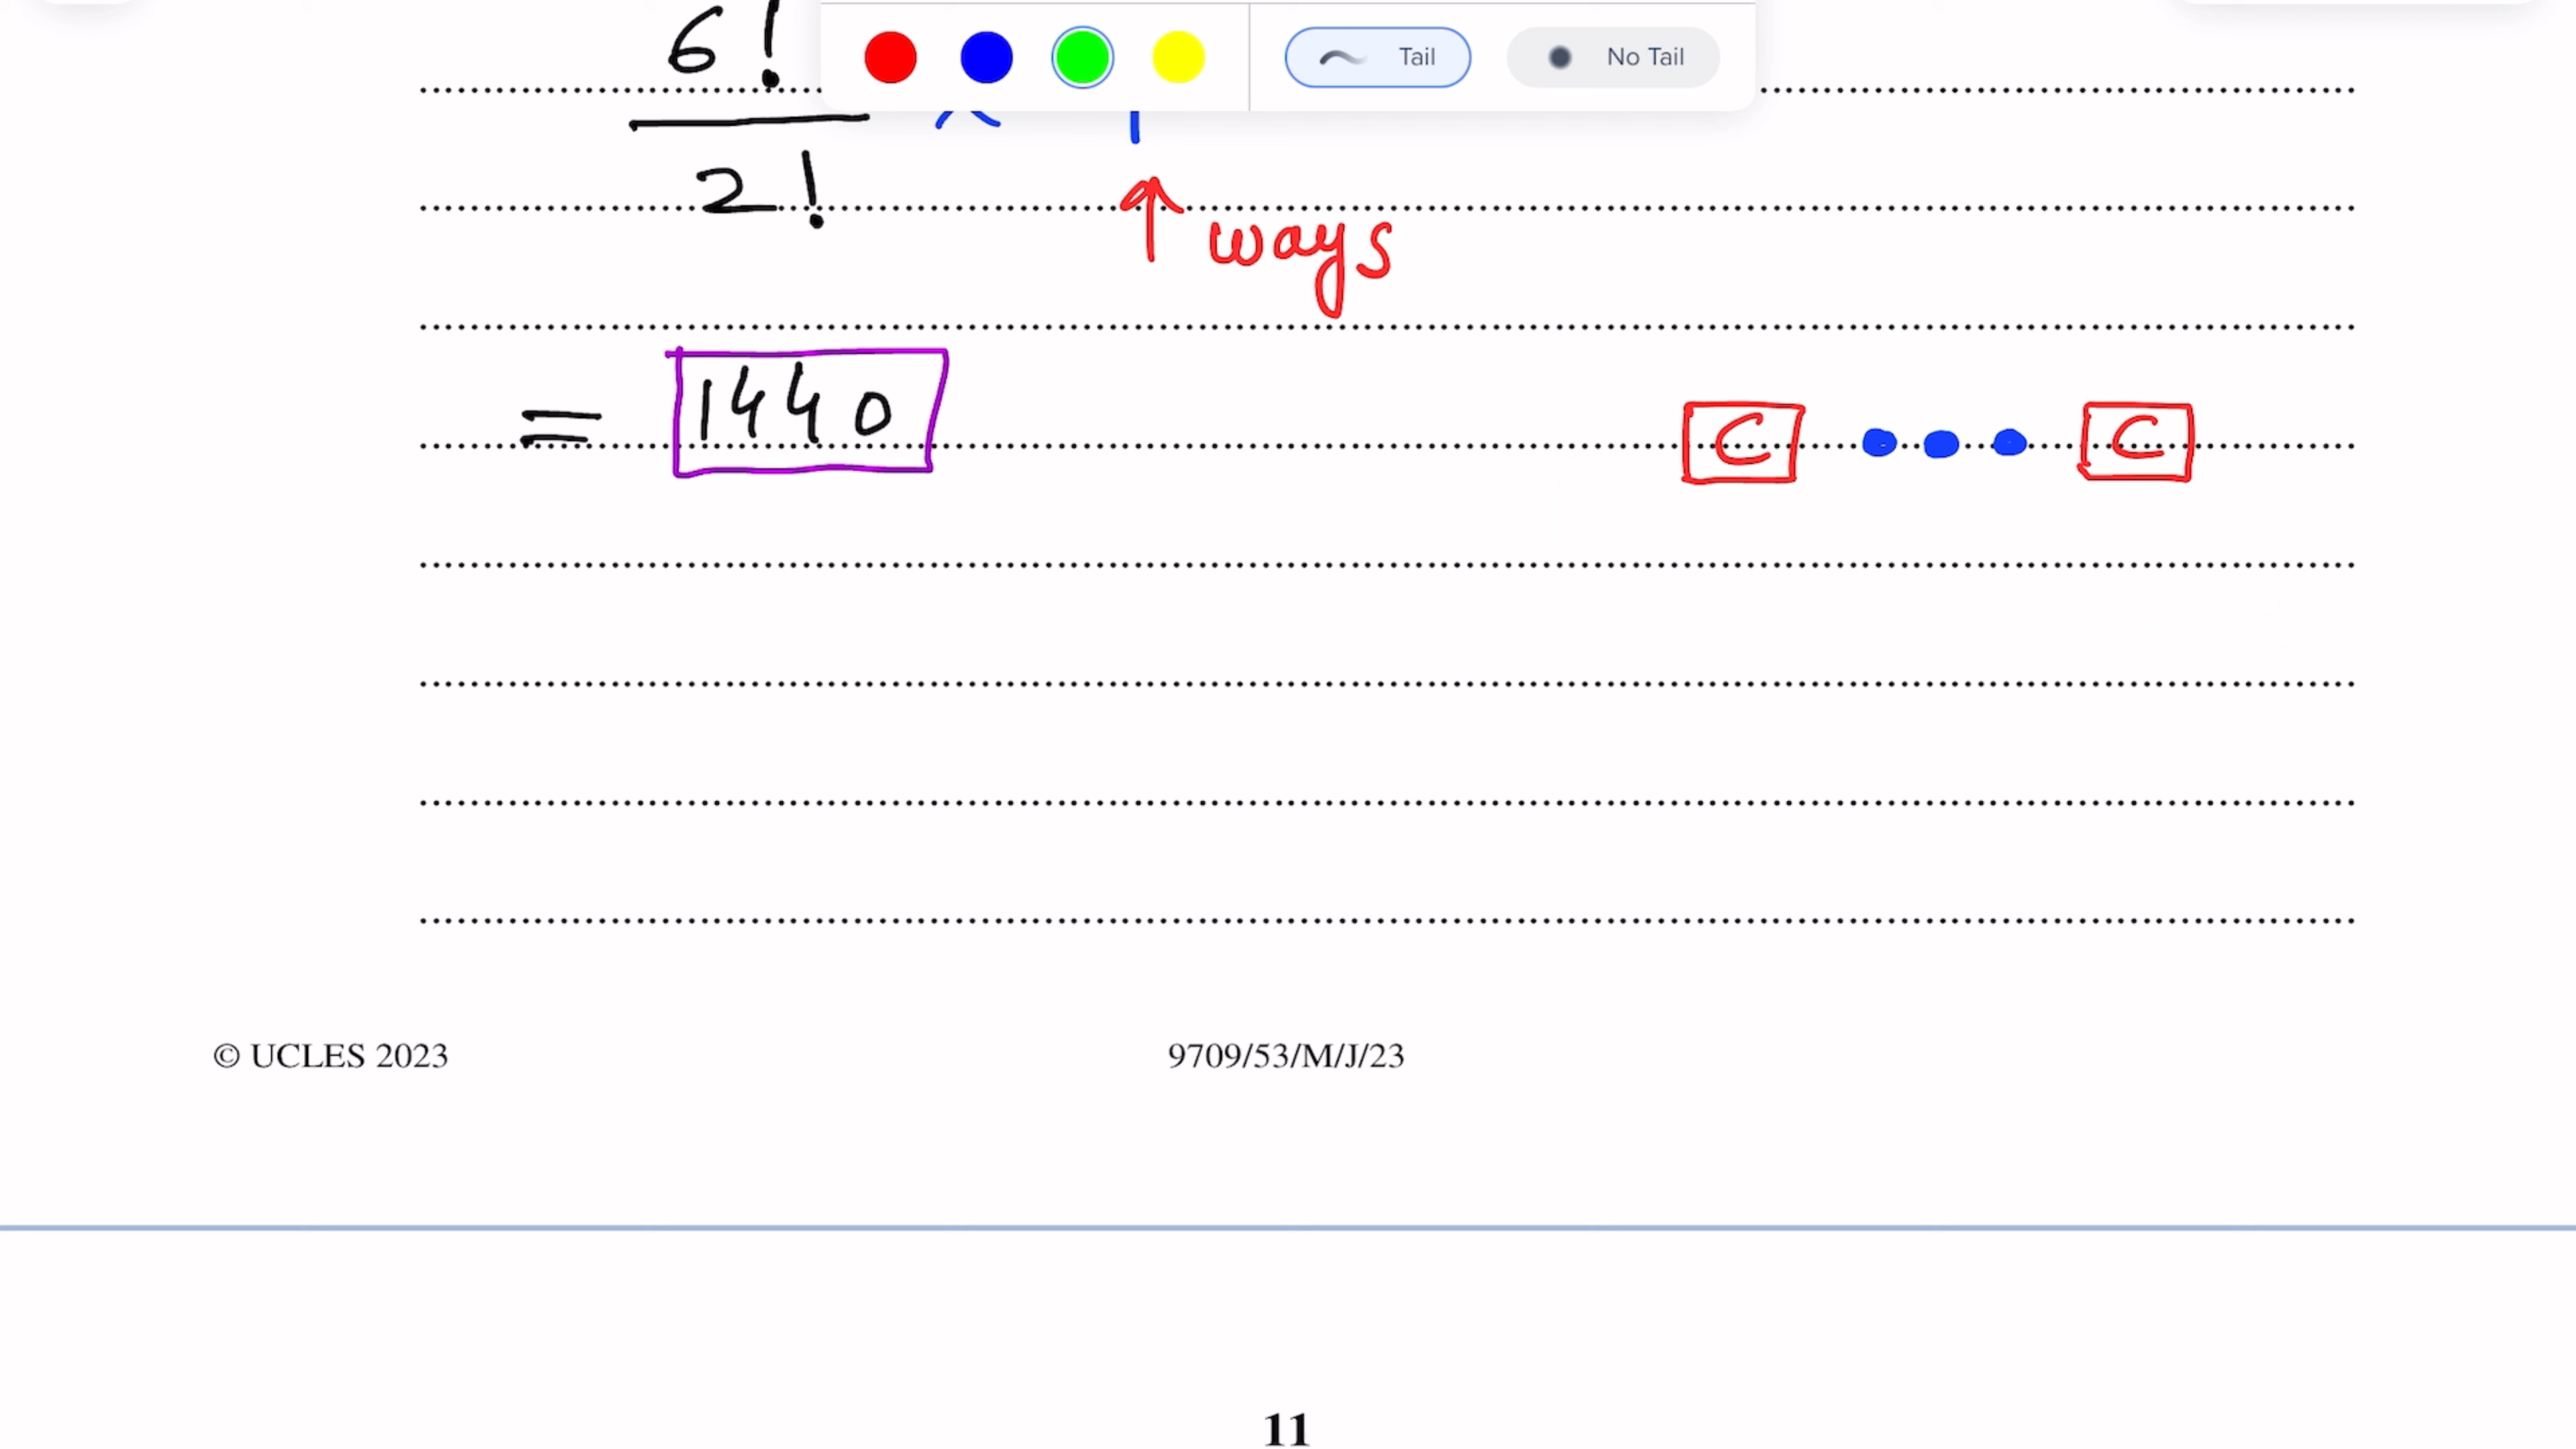 6!
Tail No Tail
2!
ways
= 1440
C C
© UCLES 2023 9709/53/M/J/23
11